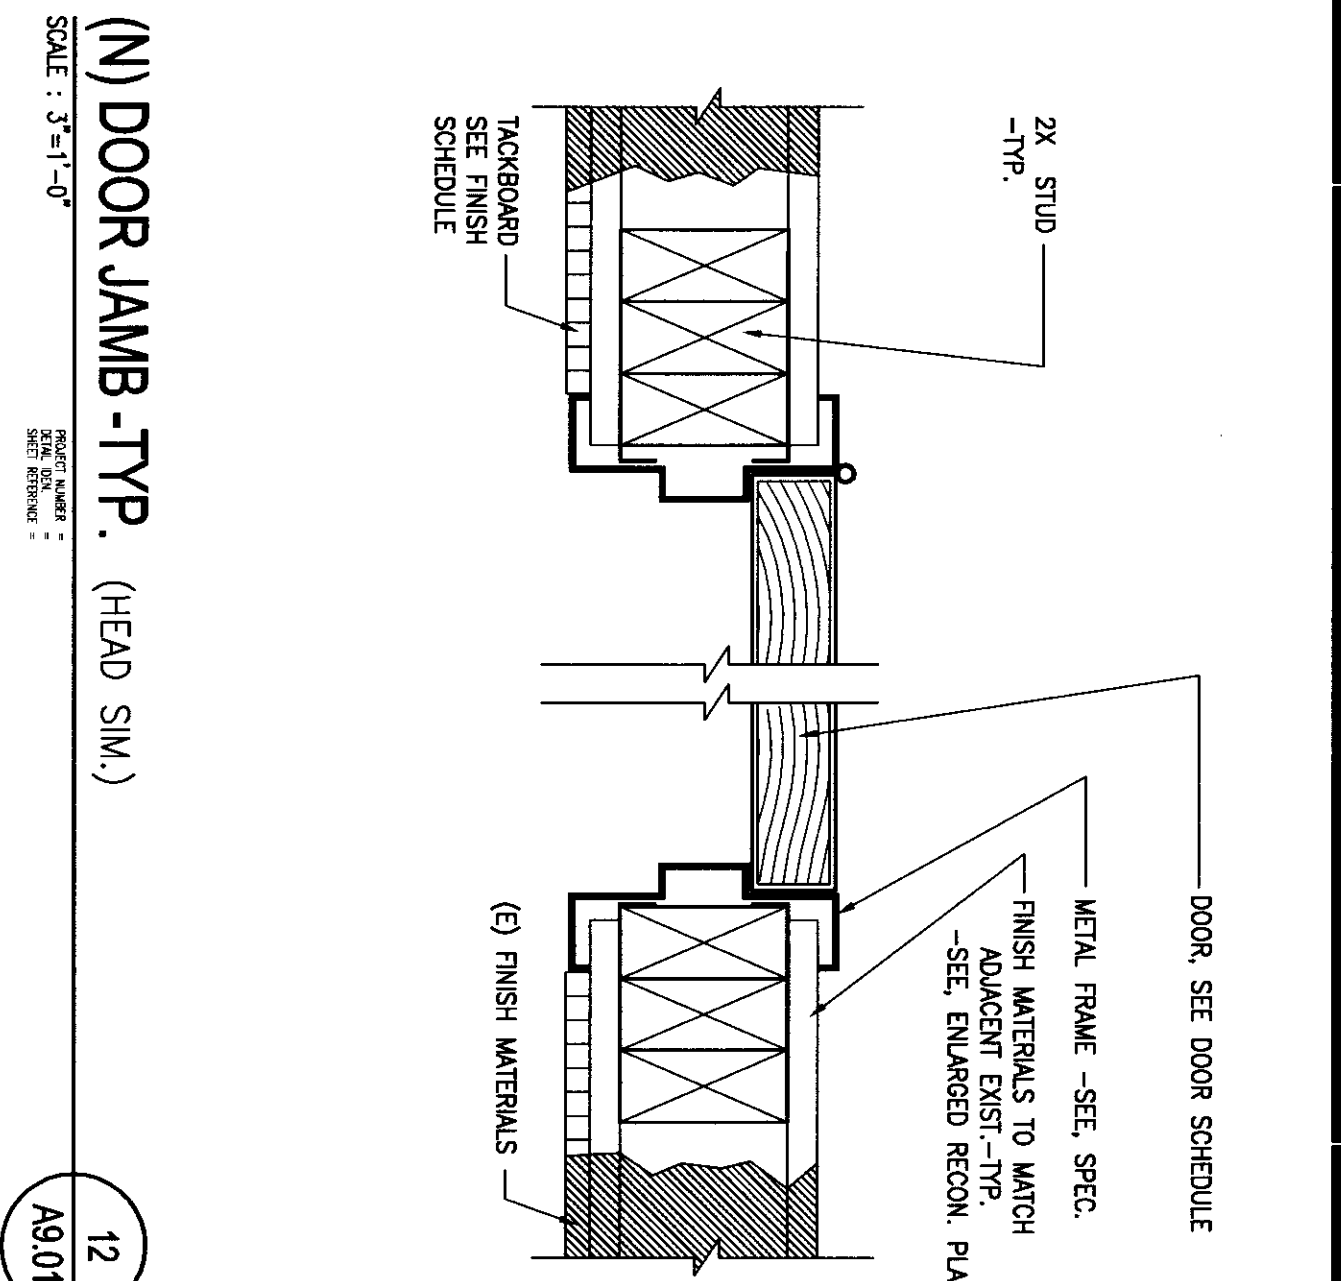 DOOR, SEE DOOR SCHEDULE
METAL FRAME -SEE, SPEC.
FINISH MATERIALS TO MATCH
ADJACENT EXIST.-TYP.
-SEE, ENLARGED RECON. PLA
2X STUD
-TYP.
TACKBOARD
SEE FINISH
SCHEDULE
(E) FINISH MATERIALS
(N) DOOR JAMB-TYP. (HEAD SIM.)
SCALE : 3"=1'-0"
PROJECT NUMBER =
DETAIL IDEN. =
SHEET REFERENCE =
12
A9.01